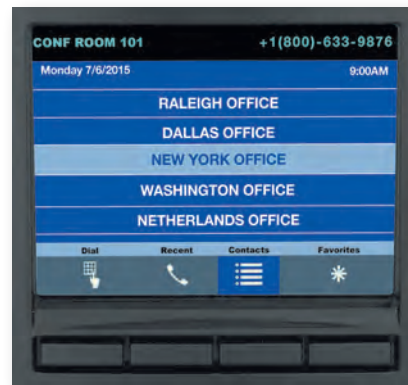 CONF ROOM 101 +1(800)-633-9876
Monday 7/6/2015 9:00AM
RALEIGH OFFICE
DALLAS OFFICE
NEW YORK OFFICE
WASHINGTON OFFICE
NETHERLANDS OFFICE
Dial Recent Contacts Favorites